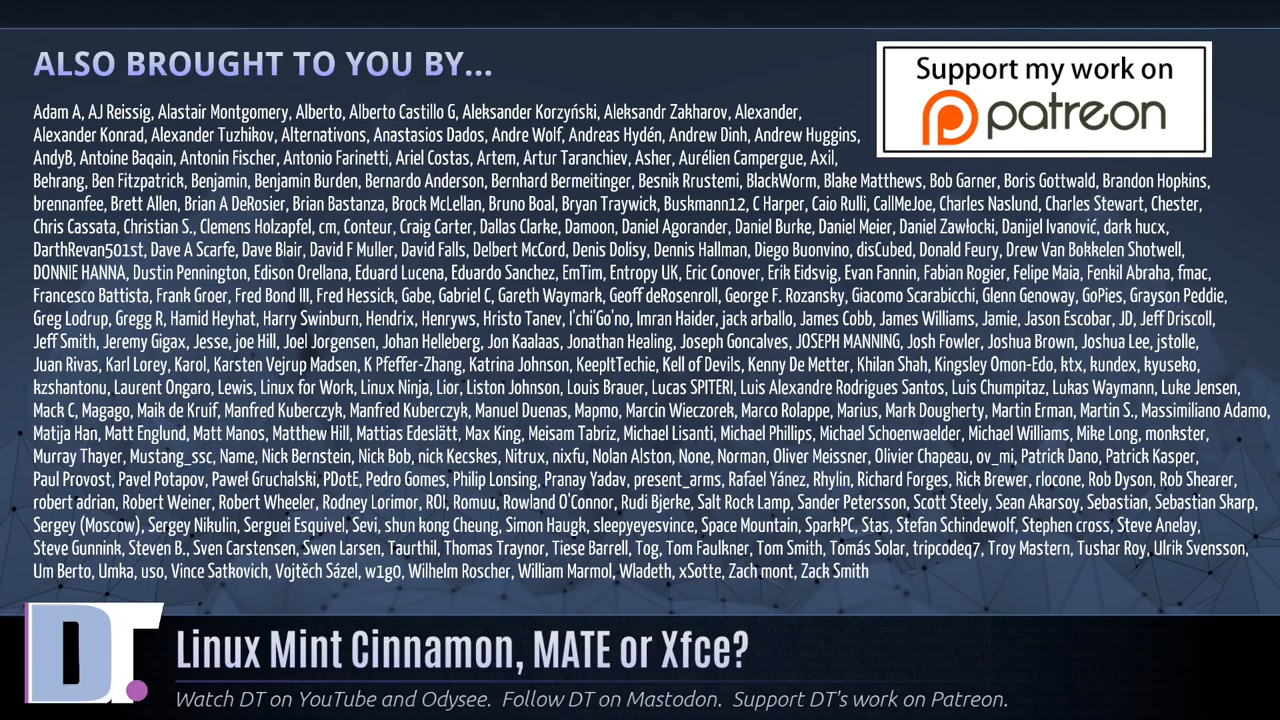 ALSO BROUGHT TO YOU BY...
Support my work on
patreon
Adam A, AJ Reissig, Alastair Montgomery, Alberto, Alberto Castillo G, Aleksander Korzyński, Aleksandr Zakharov, Alexander,
Alexander Konrad, Alexander Tuzhikov, Alternativons, Anastasios Dados, Andre Wolf, Andreas Hydén, Andrew Dinh, Andrew Huggins,
AndyB, Antoine Baqain, Antonin Fischer, Antonio Farinetti, Ariel Costas, Artem, Artur Taranchiev, Asher, Aurélien Campergue, Axil,
Behrang, Ben Fitzpatrick, Benjamin, Benjamin Burden, Bernardo Anderson, Bernhard Bermeitinger, Besnik Rrustemi, BlackWorm, Blake Matthews, Bob Garner, Boris Gottwald, Brandon Hopkins,
brennanfee, Brett Allen, Brian A DeRosier, Brian Bastanza, Brock McLellan, Bruno Boal, Bryan Traywick, Buskmann12, C Harper, Caio Rulli, CallMeJoe, Charles Naslund, Charles Stewart, Chester,
Chris Cassata, Christian S., Clemens Holzapfel, cm, Conteur, Craig Carter, Dallas Clarke, Damoon, Daniel Agorander, Daniel Burke, Daniel Meier, Daniel Zawłocki, Danijel Ivanović, dark hucx,
DarthRevan501st, Dave A Scarfe, Dave Blair, David F Muller, David Falls, Delbert McCord, Denis Dolisy, Dennis Hallman, Diego Buonvino, disCubed, Donald Feury, Drew Van Bokkelen Shotwell,
DONNIE HANNA, Dustin Pennington, Edison Orellana, Eduard Lucena, Eduardo Sanchez, EmTim, Entropy UK, Eric Conover, Erik Eidsvig, Evan Fannin, Fabian Rogier, Felipe Maia, Fenkil Abraha, fmac,
Francesco Battista, Frank Groer, Fred Bond III, Fred Hessick, Gabe, Gabriel C, Gareth Waymark, Geoff deRosenroll, George F. Rozansky, Giacomo Scarabicchi, Glenn Genoway, GoPies, Grayson Peddie,
Greg Lodrup, Gregg R, Hamid Heyhat, Harry Swinburn, Hendrix, Henryws, Hristo Tanev, I'chi'Go'no, Imran Haider, jack arballo, James Cobb, James Williams, Jamie, Jason Escobar, JD, Jeff Driscoll,
Jeff Smith, Jeremy Gigax, Jesse, joe Hill, Joel Jorgensen, Johan Helleberg, Jon Kaalaas, Jonathan Healing, Joseph Goncalves, JOSEPH MANNING, Josh Fowler, Joshua Brown, Joshua Lee, jstolle,
Juan Rivas, Karl Lorey, Karol, Karsten Vejrup Madsen, K Pfeffer-Zhang, Katrina Johnson, KeepItTechie, Kell of Devils, Kenny De Metter, Khilan Shah, Kingsley Omon-Edo, ktx, kundex, kyuseko,
kzshantonu, Laurent Ongaro, Lewis, Linux for Work, Linux Ninja, Lior, Liston Johnson, Louis Brauer, Lucas SPITERI, Luis Alexandre Rodrigues Santos, Luis Chumpitaz, Lukas Waymann, Luke Jensen,
Mack C, Magago, Maik de Kruif, Manfred Kuberczyk, Manfred Kuberczyk, Manuel Duenas, Mapmo, Marcin Wieczorek, Marco Rolappe, Marius, Mark Dougherty, Martin Erman, Martin S., Massimiliano Adamo,
Matija Han, Matt Englund, Matt Manos, Matthew Hill, Mattias Edeslätt, Max King, Meisam Tabriz, Michael Lisanti, Michael Phillips, Michael Schoenwaelder, Michael Williams, Mike Long, monkster,
Murray Thayer, Mustang_ssc, Name, Nick Bernstein, Nick Bob, nick Kecskes, Nitrux, nixfu, Nolan Alston, None, Norman, Oliver Meissner, Olivier Chapeau, ov_mi, Patrick Dano, Patrick Kasper,
Paul Provost, Pavel Potapov, Paweł Gruchalski, PDotE, Pedro Gomes, Philip Lonsing, Pranay Yadav, present_arms, Rafael Yánez, Rhylin, Richard Forges, Rick Brewer, rlocone, Rob Dyson, Rob Shearer,
robert adrian, Robert Weiner, Robert Wheeler, Rodney Lorimor, ROI, Romuu, Rowland O'Connor, Rudi Bjerke, Salt Rock Lamp, Sander Petersson, Scott Steely, Sean Akarsoy, Sebastian, Sebastian Skarp,
Sergey (Moscow), Sergey Nikulin, Serguei Esquivel, Sevi, shun kong Cheung, Simon Haugk, sleepyeyesvince, Space Mountain, SparkPC, Stas, Stefan Schindewolf, Stephen cross, Steve Anelay,
Steve Gunnink, Steven B., Sven Carstensen, Swen Larsen, Taurthil, Thomas Traynor, Tiese Barrell, Tog, Tom Faulkner, Tom Smith, Tomás Solar, tripcodeq7, Troy Mastern, Tushar Roy, Ulrik Svensson,
Um Berto, Umka, uso, Vince Satkovich, Vojtěch Sázel, w1g0, Wilhelm Roscher, William Marmol, Wladeth, xSotte, Zach mont, Zack Smith
DT.
Linux Mint Cinnamon, MATE or Xfce?
Watch DT on YouTube and Odysee. Follow DT on Mastodon. Support DT's work on Patreon.